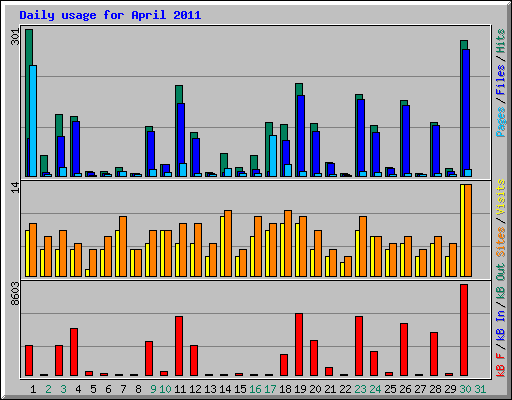 Daily usage for April 2011
301
Pages / Files / Hits
14
Sites / Visits
8603
kB F / kB In / kB Out
1 2 3 4 5 6 7 8 9 10 11 12 13 14 15 16 17 18 19 20 21 22 23 24 25 26 27 28 29 30 31